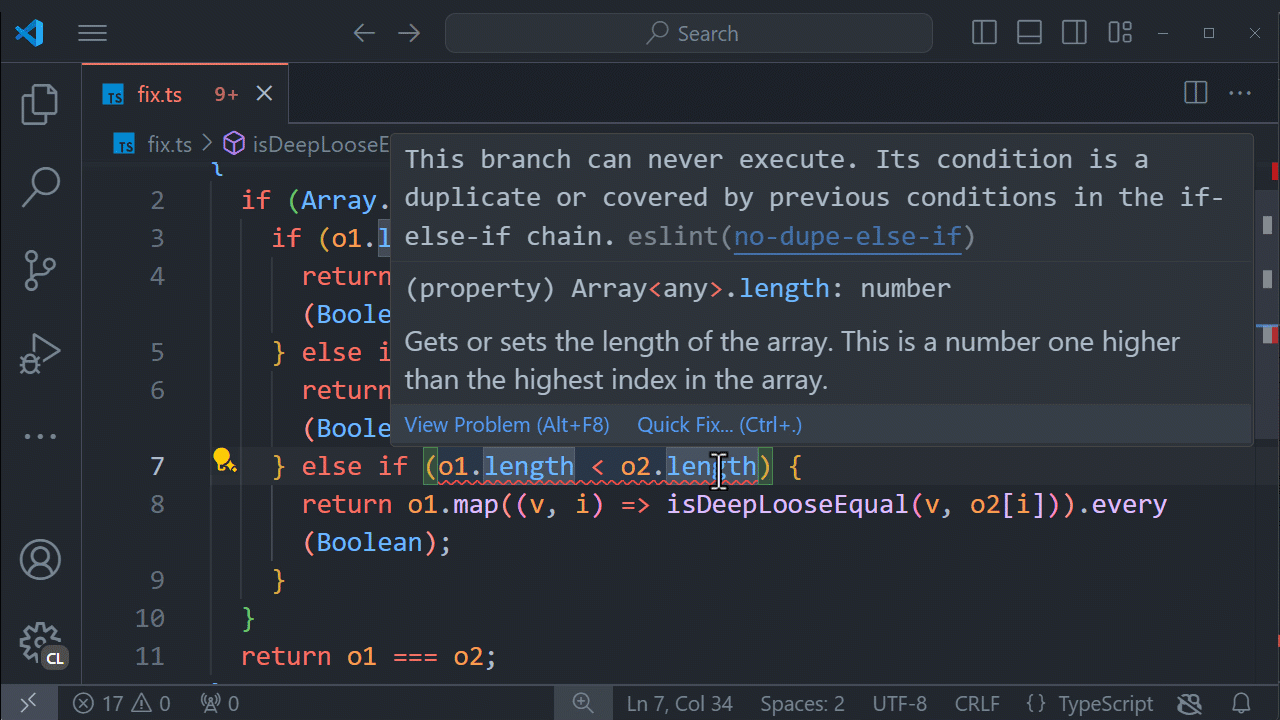 Search
TS fix.ts 9+
TS fix.ts > isDeepLooseE
{
2 if (Array.
3 if (o1.l
4 return
(Boole
5 } else i
6 return
(Boole
This branch can never execute. Its condition is a
duplicate or covered by previous conditions in the if-
else-if chain. eslint(no-dupe-else-if)
(property) Array<any>.length: number
Gets or sets the length of the array. This is a number one higher
than the highest index in the array.
View Problem (Alt+F8) Quick Fix... (Ctrl+.)
7 } else if (o1.length < o2.length) {
8 return o1.map((v, i) => isDeepLooseEqual(v, o2[i])).every
(Boolean);
9 }
10 }
11 return o1 === o2;
CL
17 0 0 Ln 7, Col 34 Spaces: 2 UTF-8 CRLF {} TypeScript